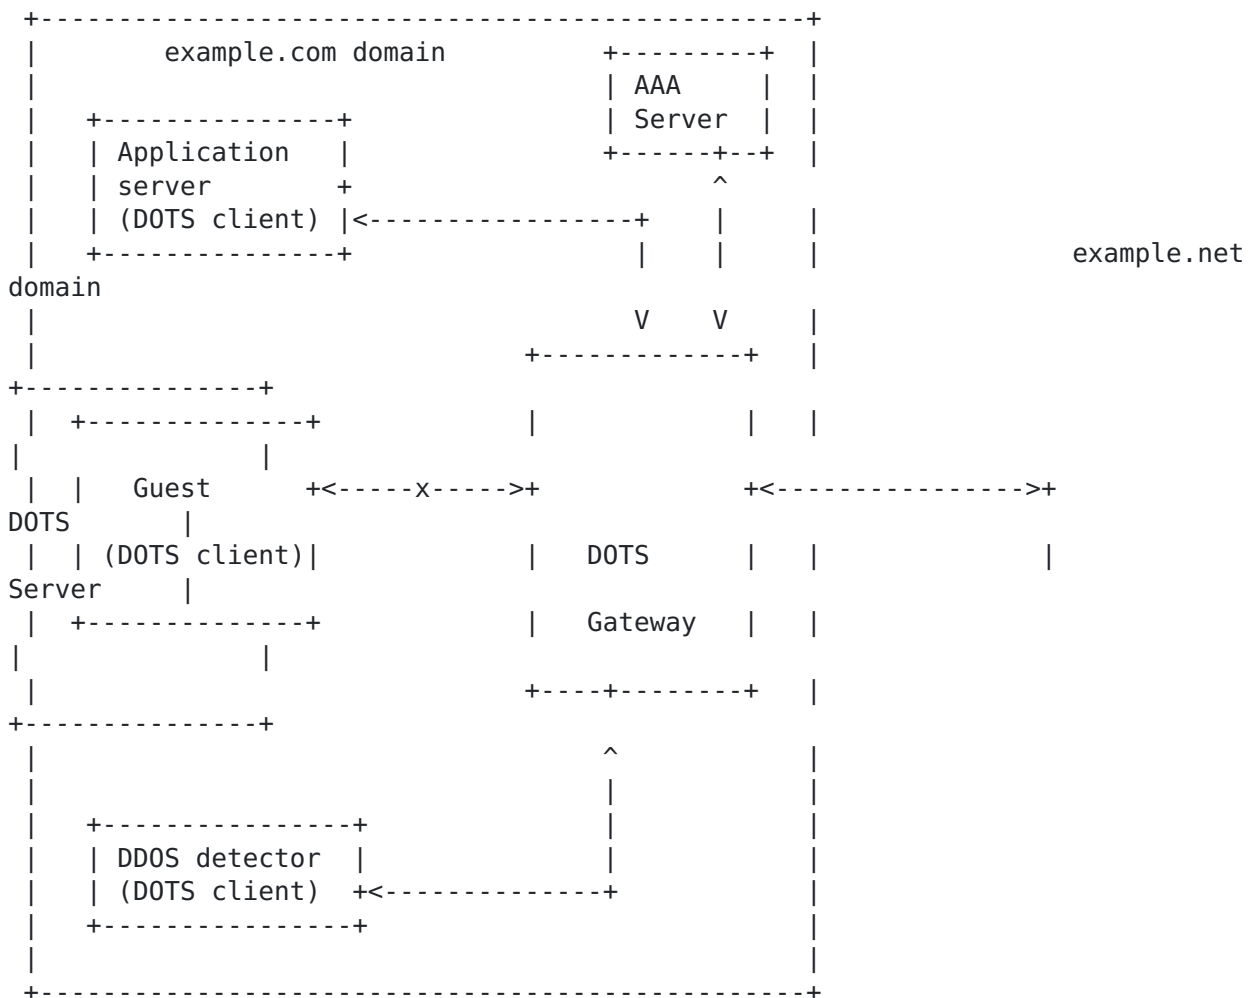 example.com domain
AAA
Server
Application
server
(DOTS client)
example.net
domain
V V
Guest x
DOTS
(DOTS client) DOTS
Server
Gateway
DDOS detector
(DOTS client)